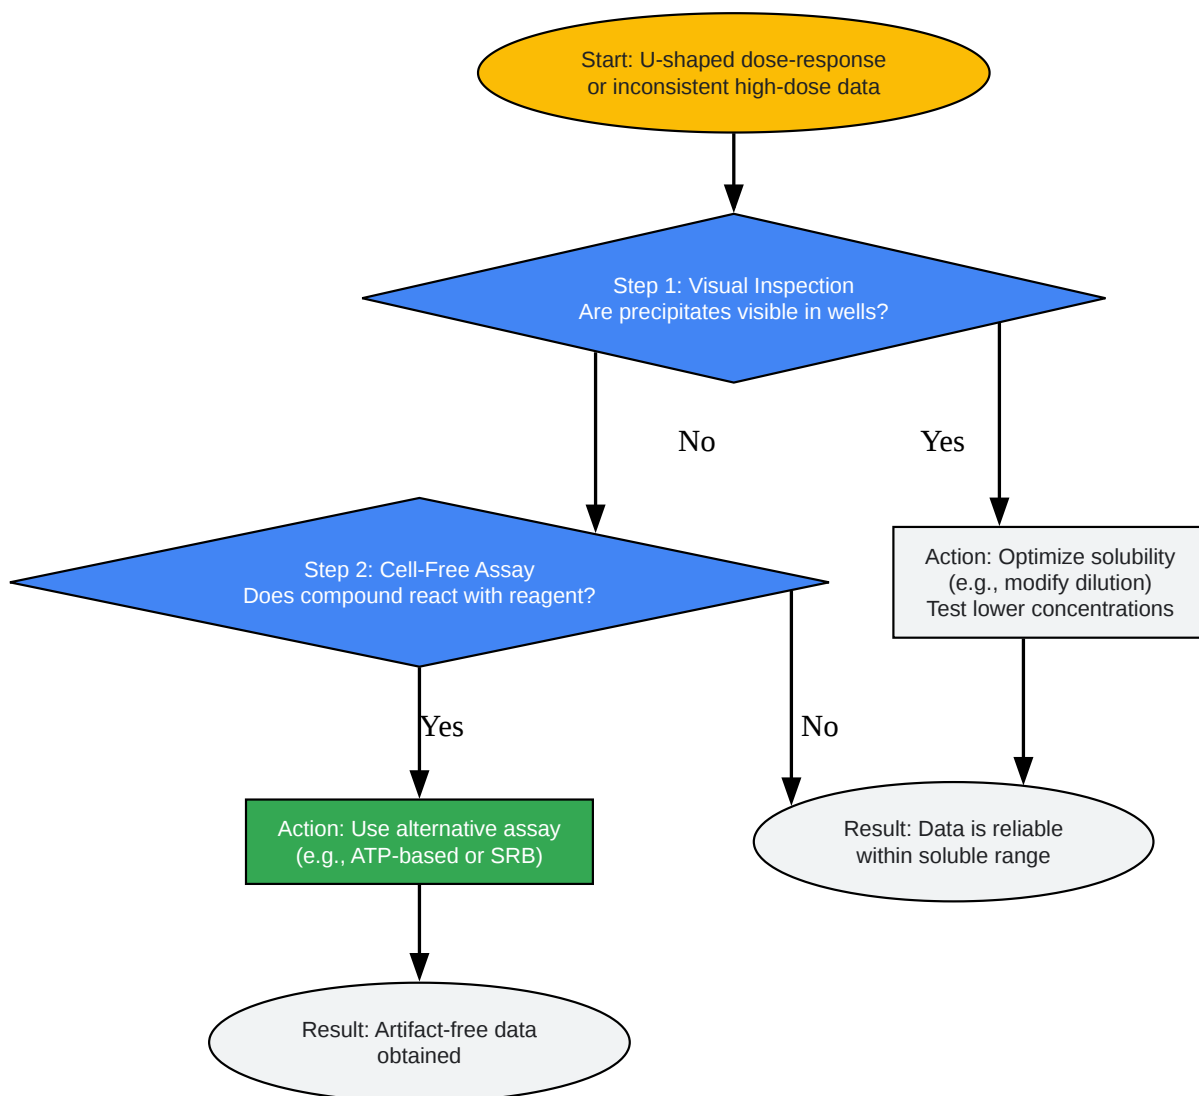 Start: U-shaped dose-response
or inconsistent high-dose data
Step 1: Visual Inspection
Are precipitates visible in wells?
No
Yes
Step 2: Cell-Free Assay
Does compound react with reagent?
Action: Optimize solubility
(e.g., modify dilution)
Test lower concentrations
Yes
No
Action: Use alternative assay
(e.g., ATP-based or SRB)
Result: Data is reliable
within soluble range
Result: Artifact-free data
obtained